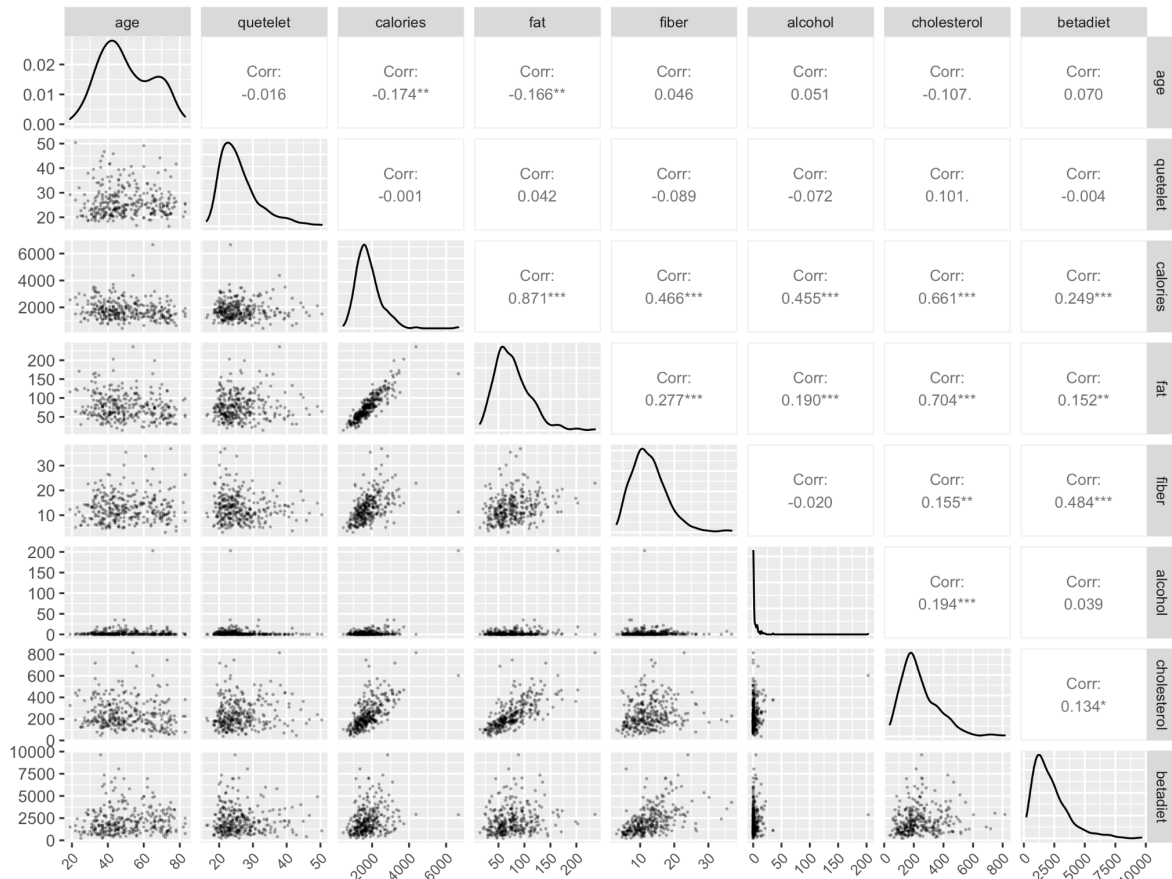 age quetelet calories fat fiber alcohol cholesterol betadiet
0.02
0.01
0.00
Corr: Corr: Corr: Corr: Corr: Corr: Corr:
-0.016 -0.174** -0.166** 0.046 0.051 -0.107. 0.070
age
50
40
30
20
Corr: Corr: Corr: Corr: Corr: Corr:
-0.001 0.042 -0.089 -0.072 0.101. -0.004
quetelet
6000
4000
2000
Corr: Corr: Corr: Corr: Corr:
0.871*** 0.466*** 0.455*** 0.661*** 0.249***
calories
200
150
100
50
Corr: Corr: Corr: Corr:
0.277*** 0.190*** 0.704*** 0.152**
fat
30
20
10
Corr: Corr: Corr:
-0.020 0.155** 0.484***
fiber
200
150
100
50
0
Corr: Corr:
0.194*** 0.039
alcohol
800
600
400
200
0
Corr:
0.134*
cholesterol
10000
7500
5000
2500
0
betadiet
20 40 60 80 20 30 40 50 2000 4000 6000 50 100 150 200 10 20 30 0 50 100 150 200 0 200 400 600 800 0 2500 5000 7500 10000